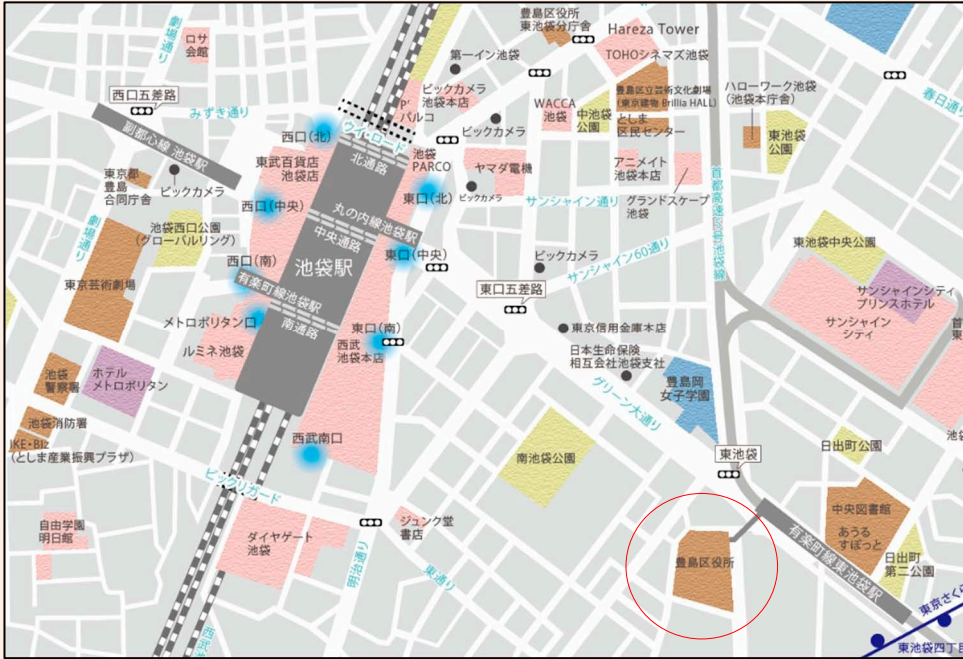 劇場通り
ロサ
会館
豊島区役所
東池袋分庁舎
Hareza Tower
TOHOシネマズ池袋
第一イン池袋
西口五差路
みずき通り
副都心線 池袋駅
ビックカメラ
池袋本店
P'
パルコ
ウイ・ロード
西口(北)
北通路
池袋
PARCO
ビックカメラ
WACCA
池袋
中池袋
公園
豊島区立芸術文化劇場
(東京建物 Brillia HALL)
としま
区民センター
ハローワーク池袋
(池袋本庁舎)
東池袋
公園
春日通り
首都高速5号池袋線
東京都
豊島
合同庁舎
ビックカメラ
東武百貨店
池袋店
ヤマダ電機
ビックカメラ
アニメイト
池袋本店
サンシャイン通り
グランドスケープ
池袋
劇場通り
池袋西口公園
(グローバルリング)
西口(中央)
東口(北)
丸の内線池袋駅
中央通路
東口(中央)
ビックカメラ
サンシャイン60通り
東池袋中央公園
池袋駅
西口(南)
有楽町線池袋駅
南通路
東口五差路
サンシャインシティ
プリンスホテル
サンシャイン
シティ
首
東
東京芸術劇場
メトロポリタン口
ルミネ池袋
東口(南)
西武
池袋本店
東京信用金庫本店
日本生命保険
相互会社池袋支社
豊島岡
女子学園
グリーン大通り
池袋
警察署
ホテル
メトロポリタン
池袋消防署
IKE・Biz
(としま産業振興プラザ)
西武南口
南池袋公園
東池袋
日出町公園
池
ビックリガード
自由学園
明日館
ダイヤゲート
池袋
明治通り
ジュンク堂
書店
東通り
豊島区役所
有楽町線東池袋駅
中央図書館
あうる
すぽっと
日出町
第二公園
東京さくら
東池袋四丁目